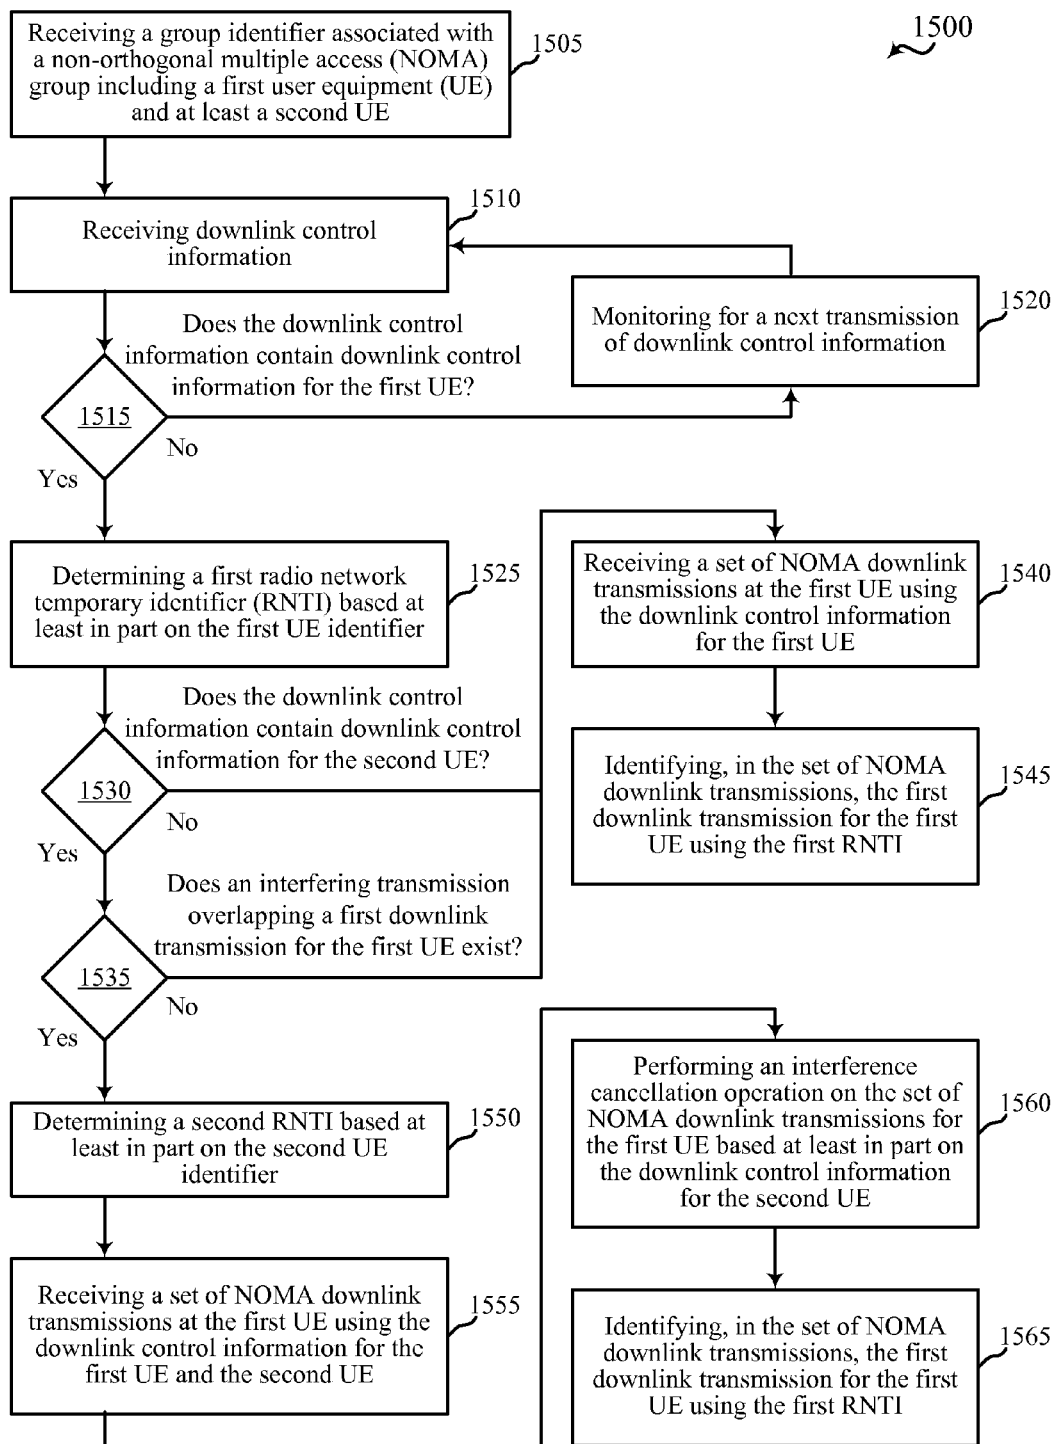 1500
Receiving a group identifier associated with
a non-orthogonal multiple access (NOMA)
group including a first user equipment (UE)
and at least a second UE
1505
Receiving downlink control
information
1510
Does the downlink control
information contain downlink control
information for the first UE?
1515
No
Yes
Monitoring for a next transmission
of downlink control information
1520
Determining a first radio network
temporary identifier (RNTI) based at
least in part on the first UE identifier
1525
Does the downlink control
information contain downlink control
information for the second UE?
1530
No
Yes
Does an interfering transmission
overlapping a first downlink
transmission for the first UE exist?
1535
No
Yes
Receiving a set of NOMA downlink
transmissions at the first UE using
the downlink control information
for the first UE
1540
Identifying, in the set of NOMA
downlink transmissions, the first
downlink transmission for the first
UE using the first RNTI
1545
Determining a second RNTI based at
least in part on the second UE
identifier
1550
Receiving a set of NOMA downlink
transmissions at the first UE using the
downlink control information for the
first UE and the second UE
1555
Performing an interference
cancellation operation on the set of
NOMA downlink transmissions for
the first UE based at least in part on
the downlink control information
for the second UE
1560
Identifying, in the set of NOMA
downlink transmissions, the first
downlink transmission for the first
UE using the first RNTI
1565